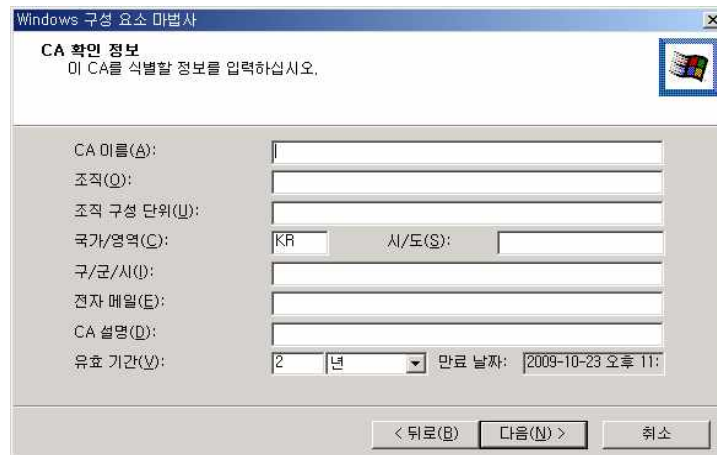 Windows 구성 요소 마법사
CA 확인 정보
이 CA를 식별할 정보를 입력하십시오.
CA 이름(A):
조직(O):
조직 구성 단위(U):
국가/영역(C): KR 시/도(S):
구/군/시(I):
전자 메일(E):
CA 설명(D):
유효 기간(V): 2 년 만료 날짜: 2009-10-23 오후 11:
< 뒤로(B) 다음(N) > 취소